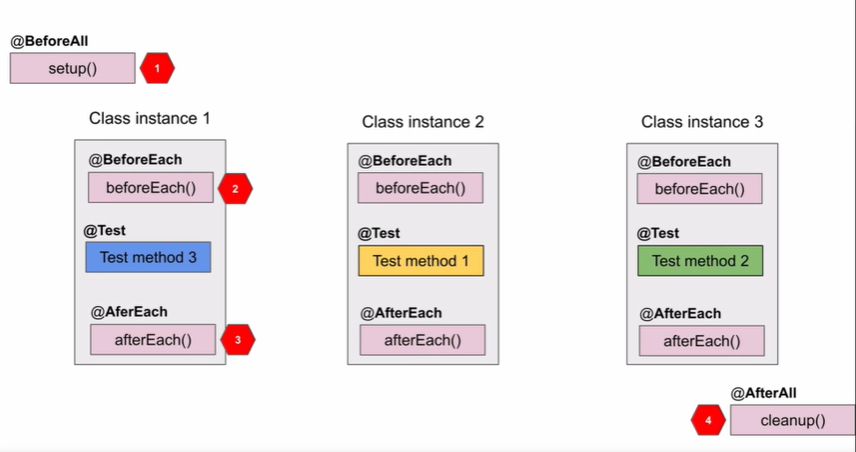 @BeforeAll
setup()
1
Class instance 1
@BeforeEach
beforeEach()
2
@Test
Test method 3
@AferEach
afterEach()
3
Class instance 2
@BeforeEach
beforeEach()
@Test
Test method 1
@AfterEach
afterEach()
Class instance 3
@BeforeEach
beforeEach()
@Test
Test method 2
@AfterEach
afterEach()
@AfterAll
4
cleanup()